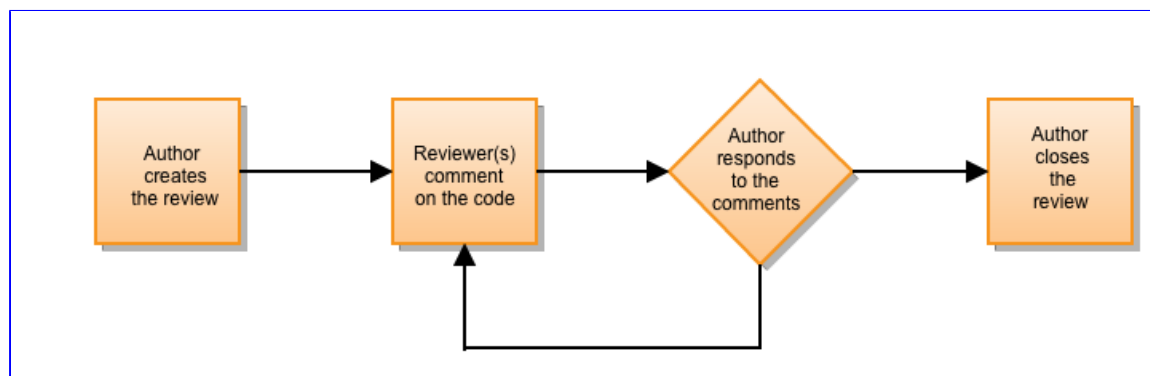 Author
creates
the review
Reviewer(s)
comment
on the code
Author
responds
to the
comments
Author
closes
the
review